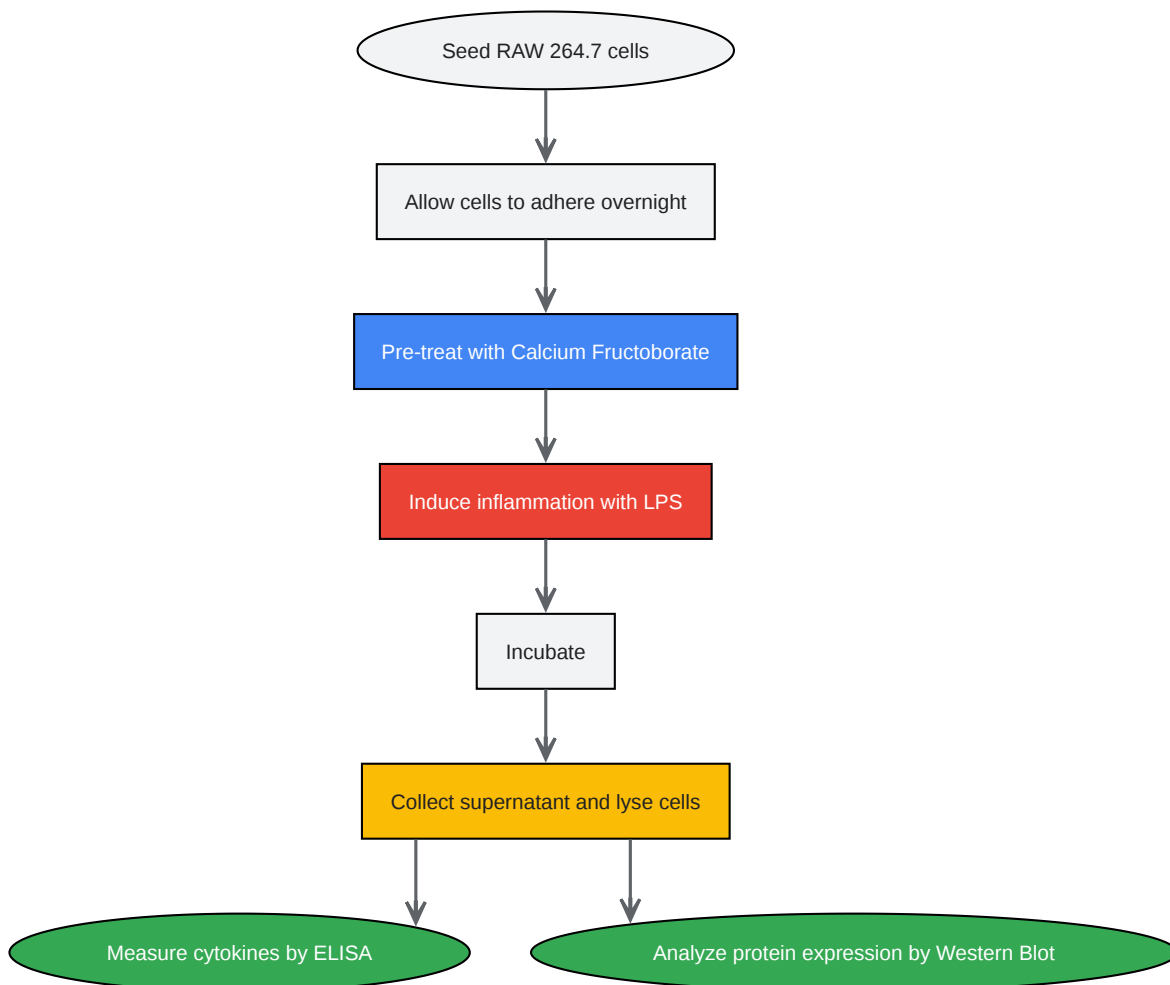 Seed RAW 264.7 cells
Allow cells to adhere overnight
Pre-treat with Calcium Fructoborate
Induce inflammation with LPS
Incubate
Collect supernatant and lyse cells
Measure cytokines by ELISA
Analyze protein expression by Western Blot